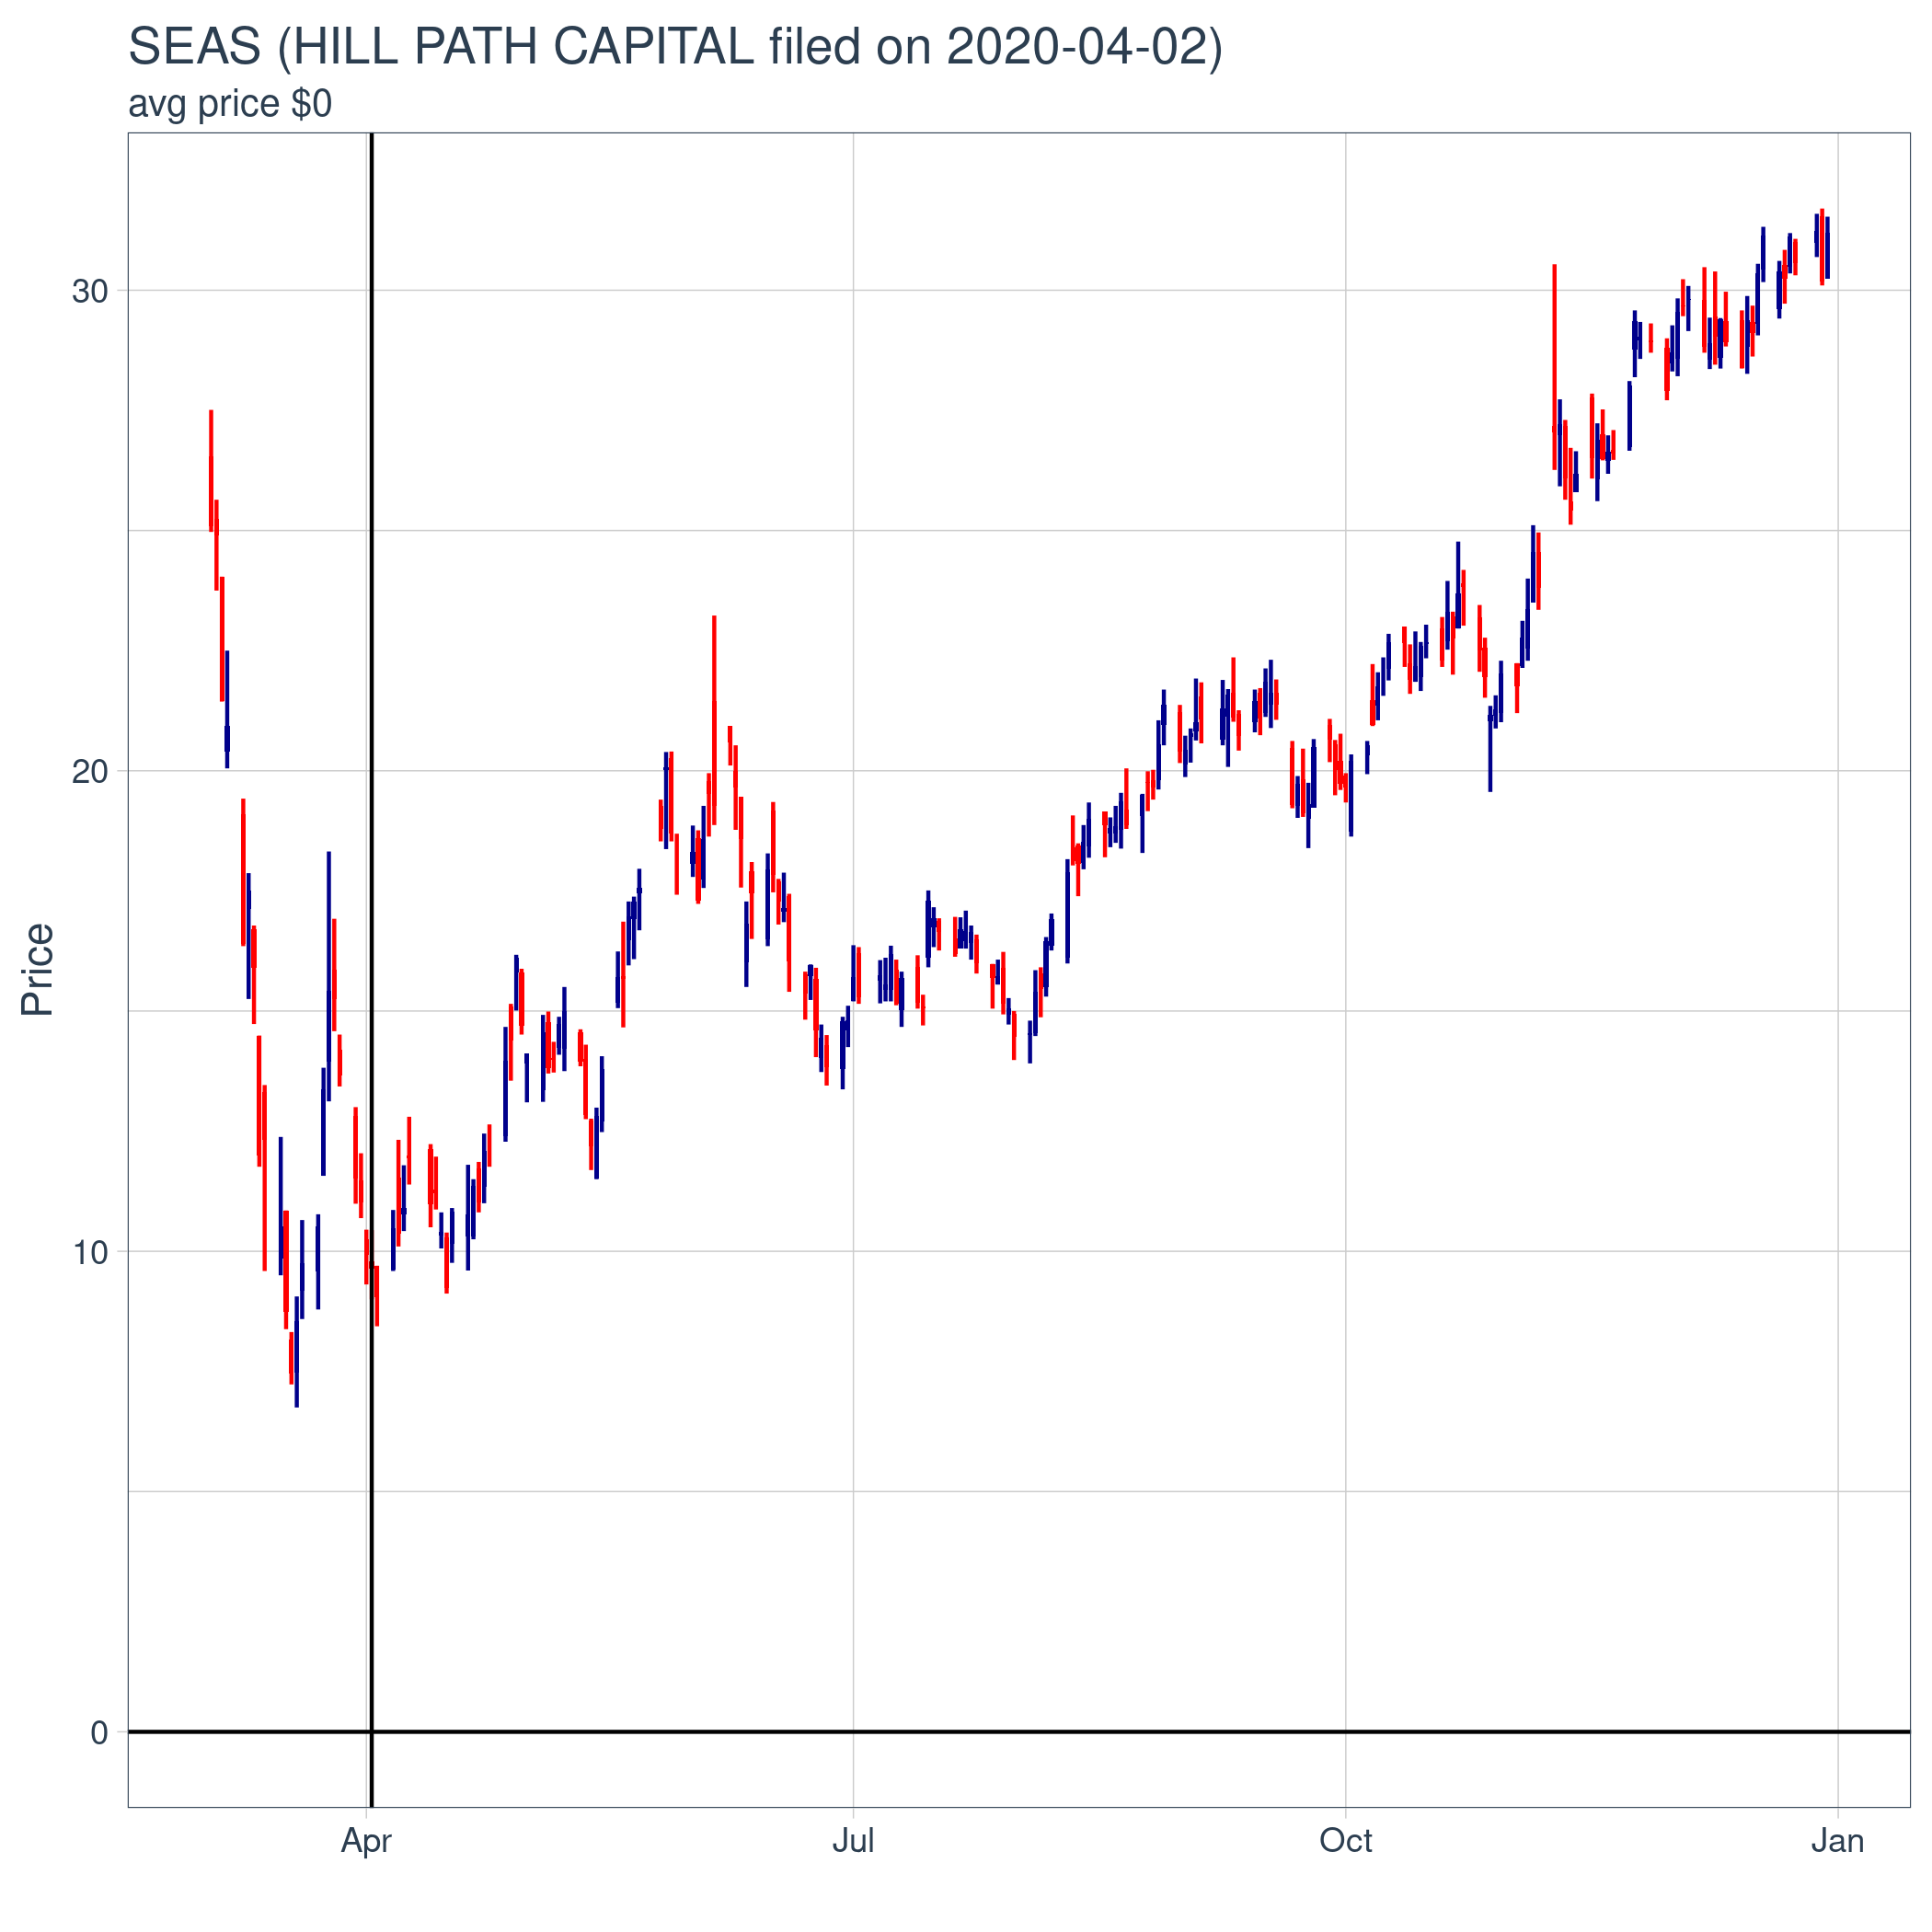 SEAS (HILL PATH CAPITAL filed on 2020-04-02)
avg price $0
30
20
10
0
Price
Apr
Jul
Oct
Jan